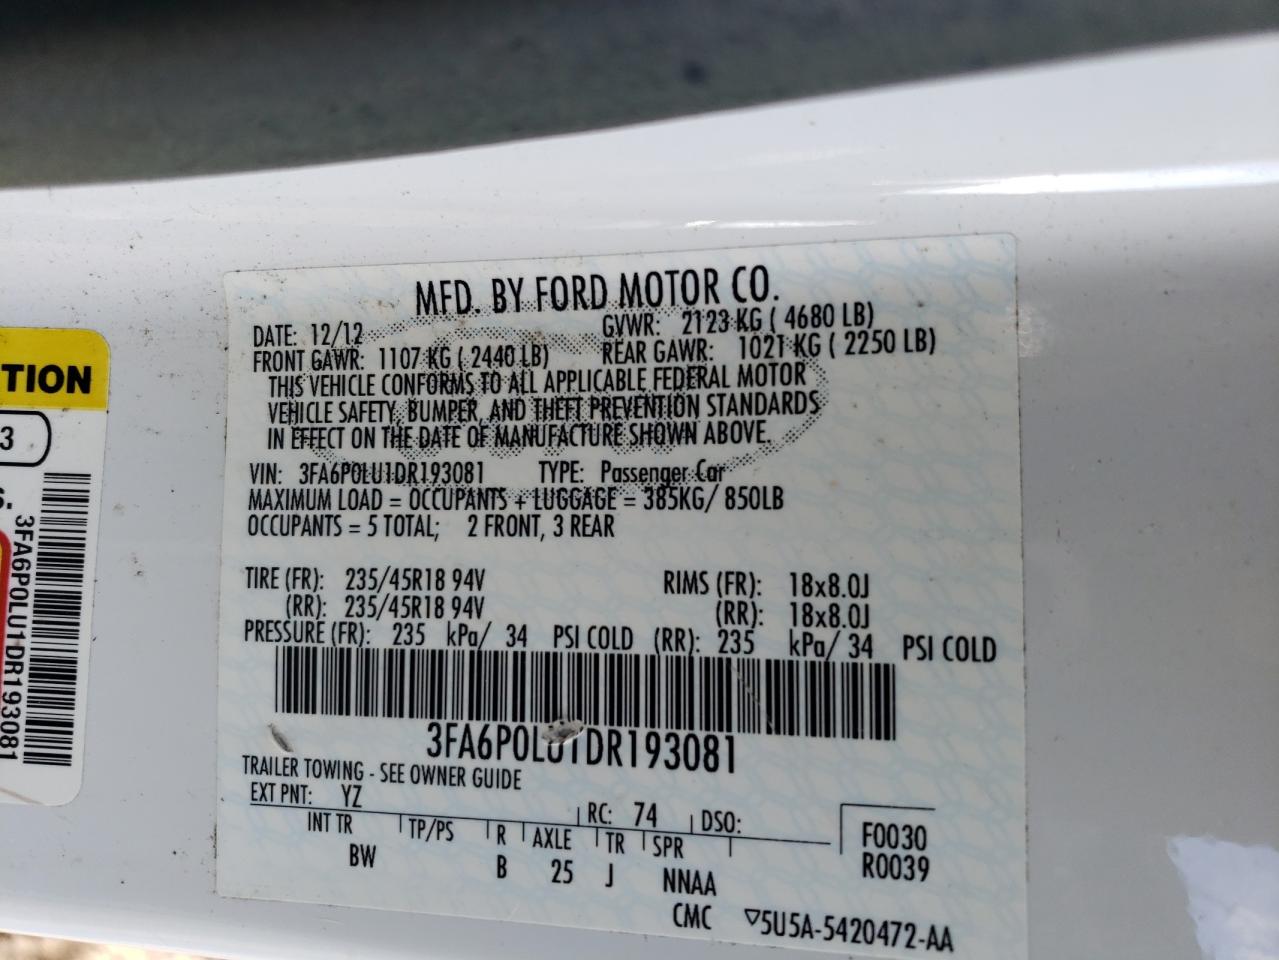 MFD. BY FORD MOTOR CO.
DATE: 12/12 GVWR: 2123 KG ( 4680 LB)
FRONT GAWR: 1107 KG ( 2440 LB) REAR GAWR: 1021 KG ( 2250 LB)
THIS VEHICLE CONFORMS TO ALL APPLICABLE FEDERAL MOTOR
VEHICLE SAFETY, BUMPER, AND THEFT PREVENTION STANDARDS
IN EFFECT ON THE DATE OF MANUFACTURE SHOWN ABOVE.
VIN: 3FA6P0LU1DR193081 TYPE: Passenger Car
MAXIMUM LOAD = OCCUPANTS + LUGGAGE = 385KG/ 850LB
OCCUPANTS = 5 TOTAL; 2 FRONT, 3 REAR
TIRE (FR): 235/45R18 94V RIMS (FR): 18x8.0J
(RR): 235/45R18 94V (RR): 18x8.0J
PRESSURE (FR): 235 kPa/ 34 PSI COLD (RR): 235 kPa/ 34 PSI COLD
3FA6P0LU1DR193081
TRAILER TOWING - SEE OWNER GUIDE
EXT PNT: YZ RC: 74 DSO:
INT TR TP/PS R AXLE TR SPR F0030
BW B 25 J NNAA R0039
CMC ▽5U5A-5420472-AA
TION
3
S.
3FA6P0LU1DR193081